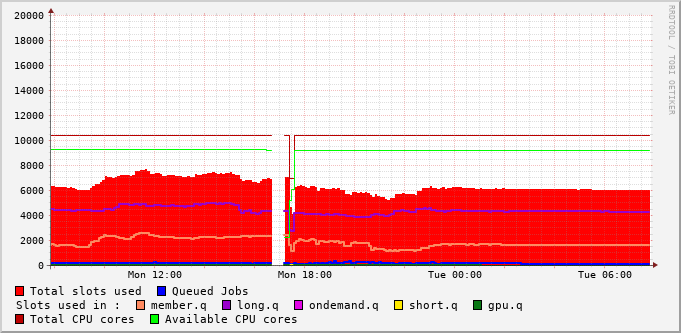 20000
18000
16000
14000
12000
10000
8000
6000
4000
2000
0
Mon 12:00 Mon 18:00 Tue 00:00 Tue 06:00
Total slots used Queued Jobs
Slots used in : member.q long.q ondemand.q short.q gpu.q
Total CPU cores Available CPU cores
RRDTOOL / TOBI OETIKER